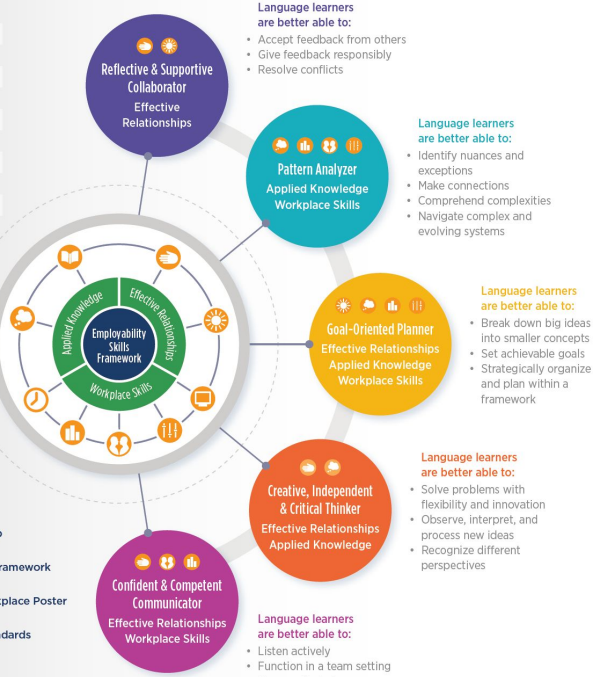 Language learners
are better able to:
• Accept feedback from others
• Give feedback responsibly
• Resolve conflicts
Reflective & Supportive
Collaborator
Effective
Relationships
Language learners
are better able to:
• Identify nuances and
exceptions
• Make connections
• Comprehend complexities
• Navigate complex and
evolving systems
Pattern Analyzer
Applied Knowledge
Workplace Skills
Applied Knowledge
Effective Relationships
Workplace Skills
Employability
Skills
Framework
Goal-Oriented Planner
Effective Relationships
Applied Knowledge
Workplace Skills
Language learners
are better able to:
• Break down big ideas
into smaller concepts
• Set achievable goals
• Strategically organize
and plan within a
framework
Creative, Independent
& Critical Thinker
Effective Relationships
Applied Knowledge
Language learners
are better able to:
• Solve problems with
flexibility and innovation
• Observe, interpret, and
process new ideas
• Recognize different
perspectives
Confident & Competent
Communicator
Effective Relationships
Workplace Skills
Language learners
are better able to:
• Listen actively
• Function in a team setting
Poster